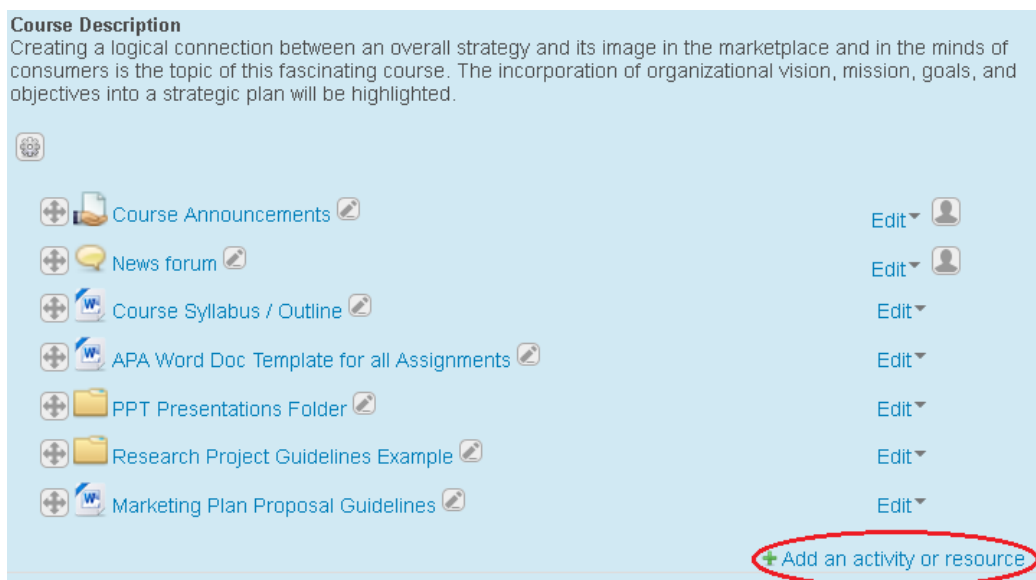 Course Description
Creating a logical connection between an overall strategy and its image in the marketplace and in the minds of
consumers is the topic of this fascinating course. The incorporation of organizational vision, mission, goals, and
objectives into a strategic plan will be highlighted.
Course Announcements Edit
News forum Edit
Course Syllabus / Outline Edit
APA Word Doc Template for all Assignments Edit
PPT Presentations Folder Edit
Research Project Guidelines Example Edit
Marketing Plan Proposal Guidelines Edit
+ Add an activity or resource